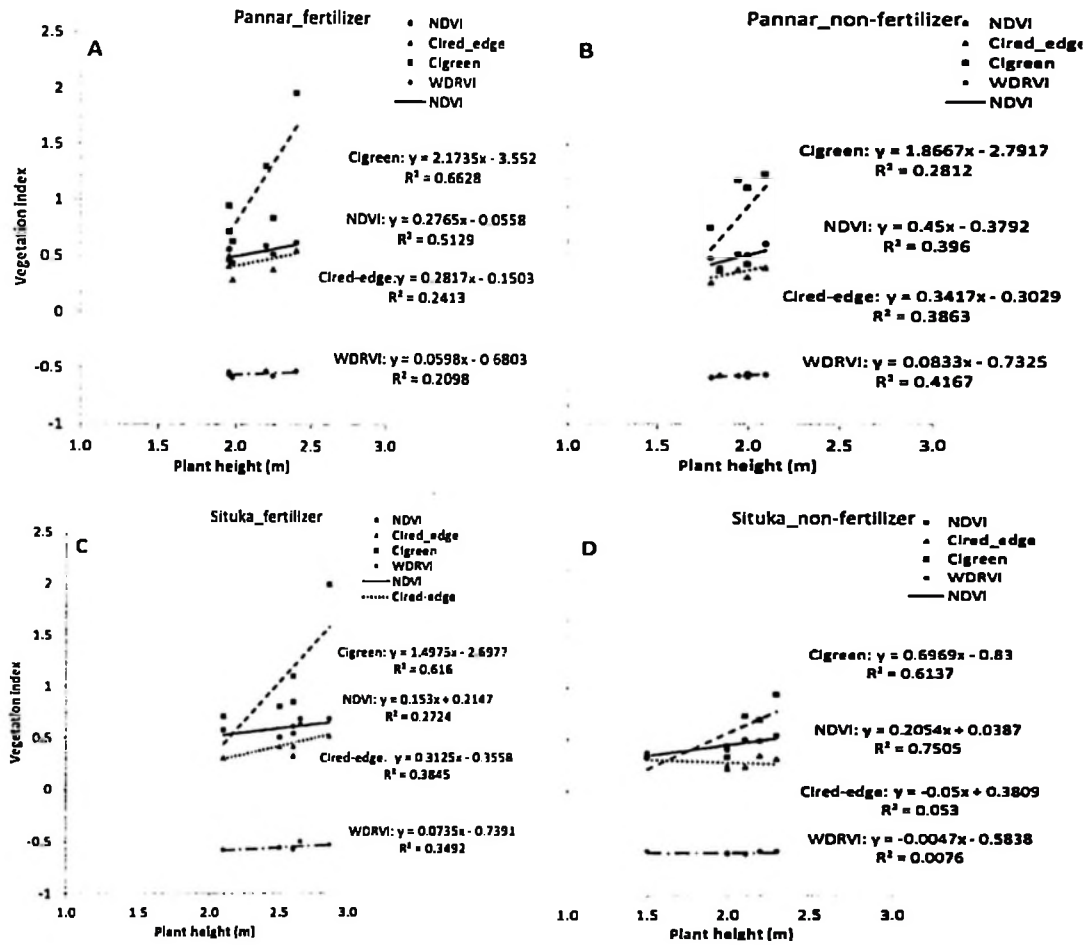 Pannar_fertilizer
A
NDVI
CIred_edge
CIgreen
WDRVI
NDVI
2.5
2
1.5
1
0.5
0
-0.5
-1
Vegetation index
CIgreen: y = 2.1735x - 3.552
R² = 0.6628
NDVI: y = 0.2765x - 0.0558
R² = 0.5129
CIred-edge: y = 0.2817x - 0.1503
R² = 0.2413
WDRVI: y = 0.0598x - 0.6803
R² = 0.2098
1.0 1.5 2.0 2.5 3.0
Plant height (m)
Pannar_non-fertilizer
B
NDVI
CIred_edge
CIgreen
WDRVI
NDVI
CIgreen: y = 1.8667x - 2.7917
R² = 0.2812
NDVI: y = 0.45x - 0.3792
R² = 0.396
CIred-edge: y = 0.3417x - 0.3029
R² = 0.3863
WDRVI: y = 0.0833x - 0.7325
R² = 0.4167
1.0 1.5 2.0 2.5 3.0
Plant height (m)
Situka_fertilizer
C
NDVI
CIred_edge
CIgreen
WDRVI
NDVI
CIred-edge
2.5
2
1.5
1
0.5
0
-0.5
-1
Vegetation index
CIgreen: y = 1.4975x - 2.6977
R² = 0.616
NDVI: y = 0.153x + 0.2147
R² = 0.2724
CIred-edge. y = 0.3125x - 0.3558
R² = 0.3845
WDRVI: y = 0.0735x - 0.7391
R² = 0.3492
1.0 1.5 2.0 2.5 3.0
Plant height (m)
Situka_non-fertilizer
D
NDVI
CIred_edge
CIgreen
WDRVI
NDVI
CIgreen: y = 0.6969x - 0.83
R² = 0.6137
NDVI: y = 0.2054x + 0.0387
R² = 0.7505
CIred-edge: y = -0.05x + 0.3809
R² = 0.053
WDRVI: y = -0.0047x - 0.5838
R² = 0.0076
1.0 1.5 2.0 2.5 3.0
Plant height (m)